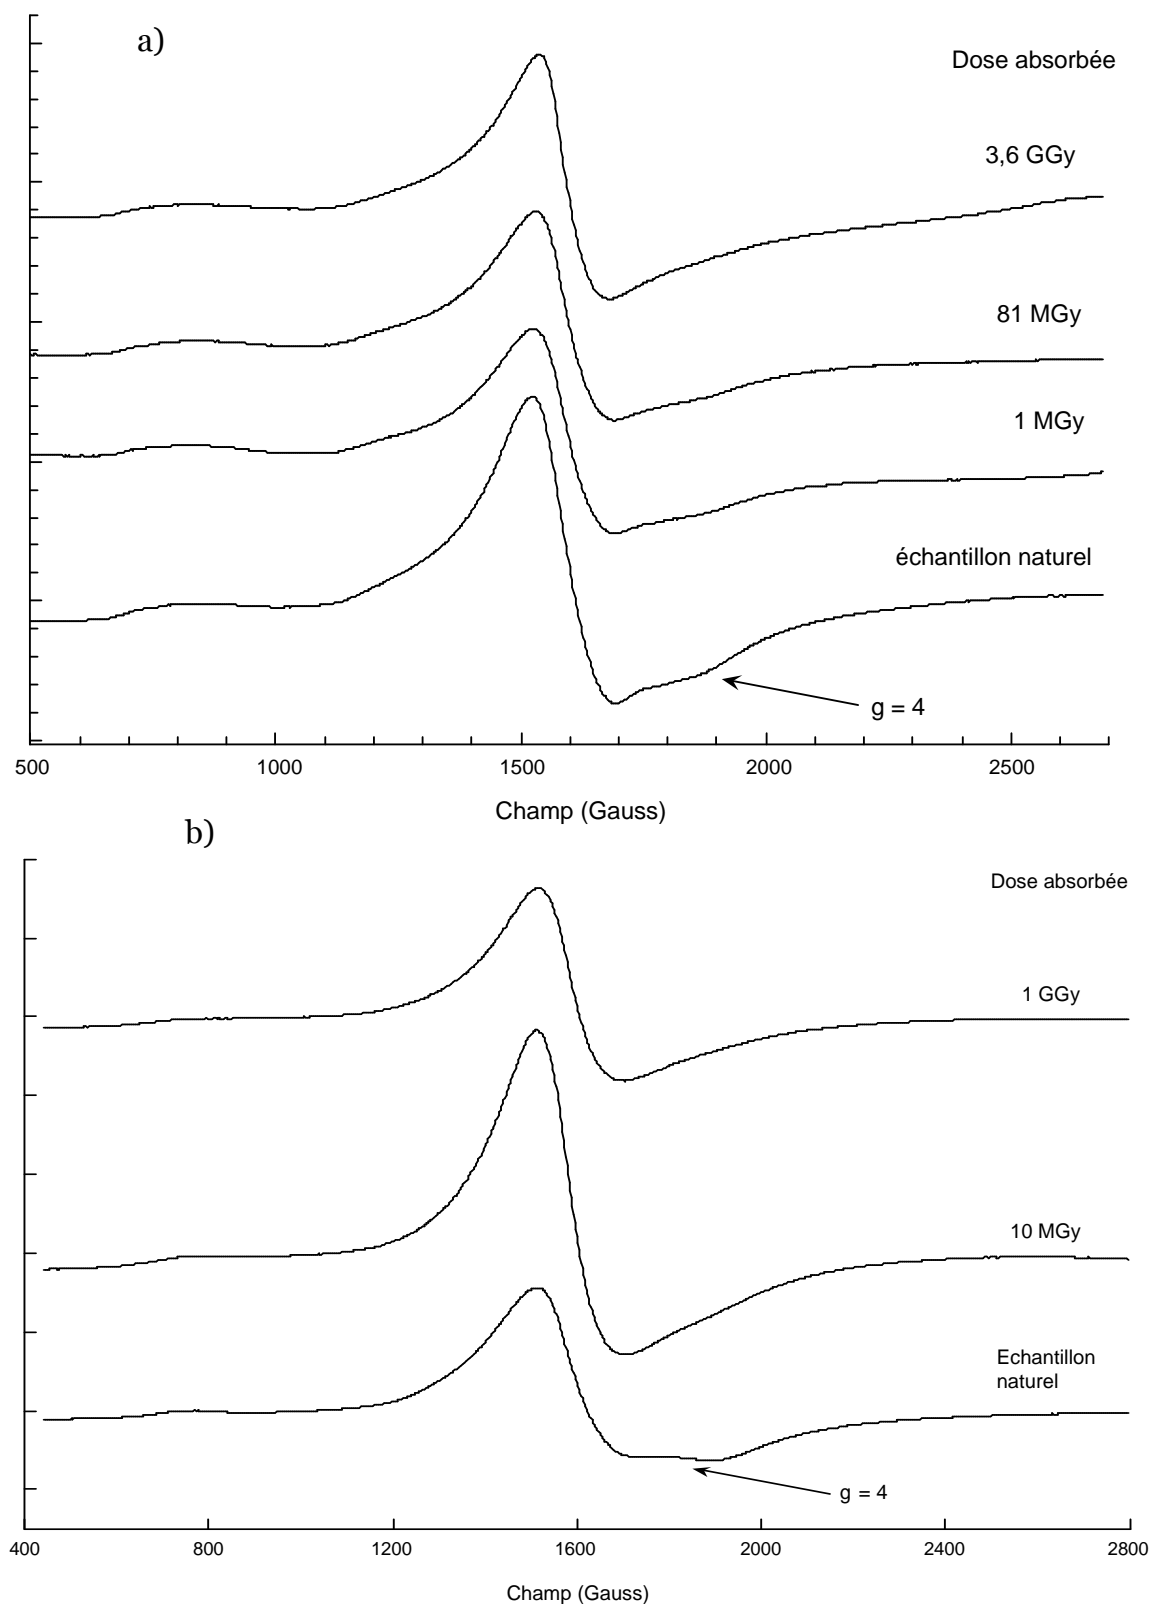 a)
Dose absorbée
3,6 GGy
81 MGy
1 MGy
échantillon naturel
g = 4
500 1000 1500 2000 2500
Champ (Gauss)
b)
Dose absorbée
1 GGy
10 MGy
Echantillon
naturel
g = 4
400 800 1200 1600 2000 2400 2800
Champ (Gauss)